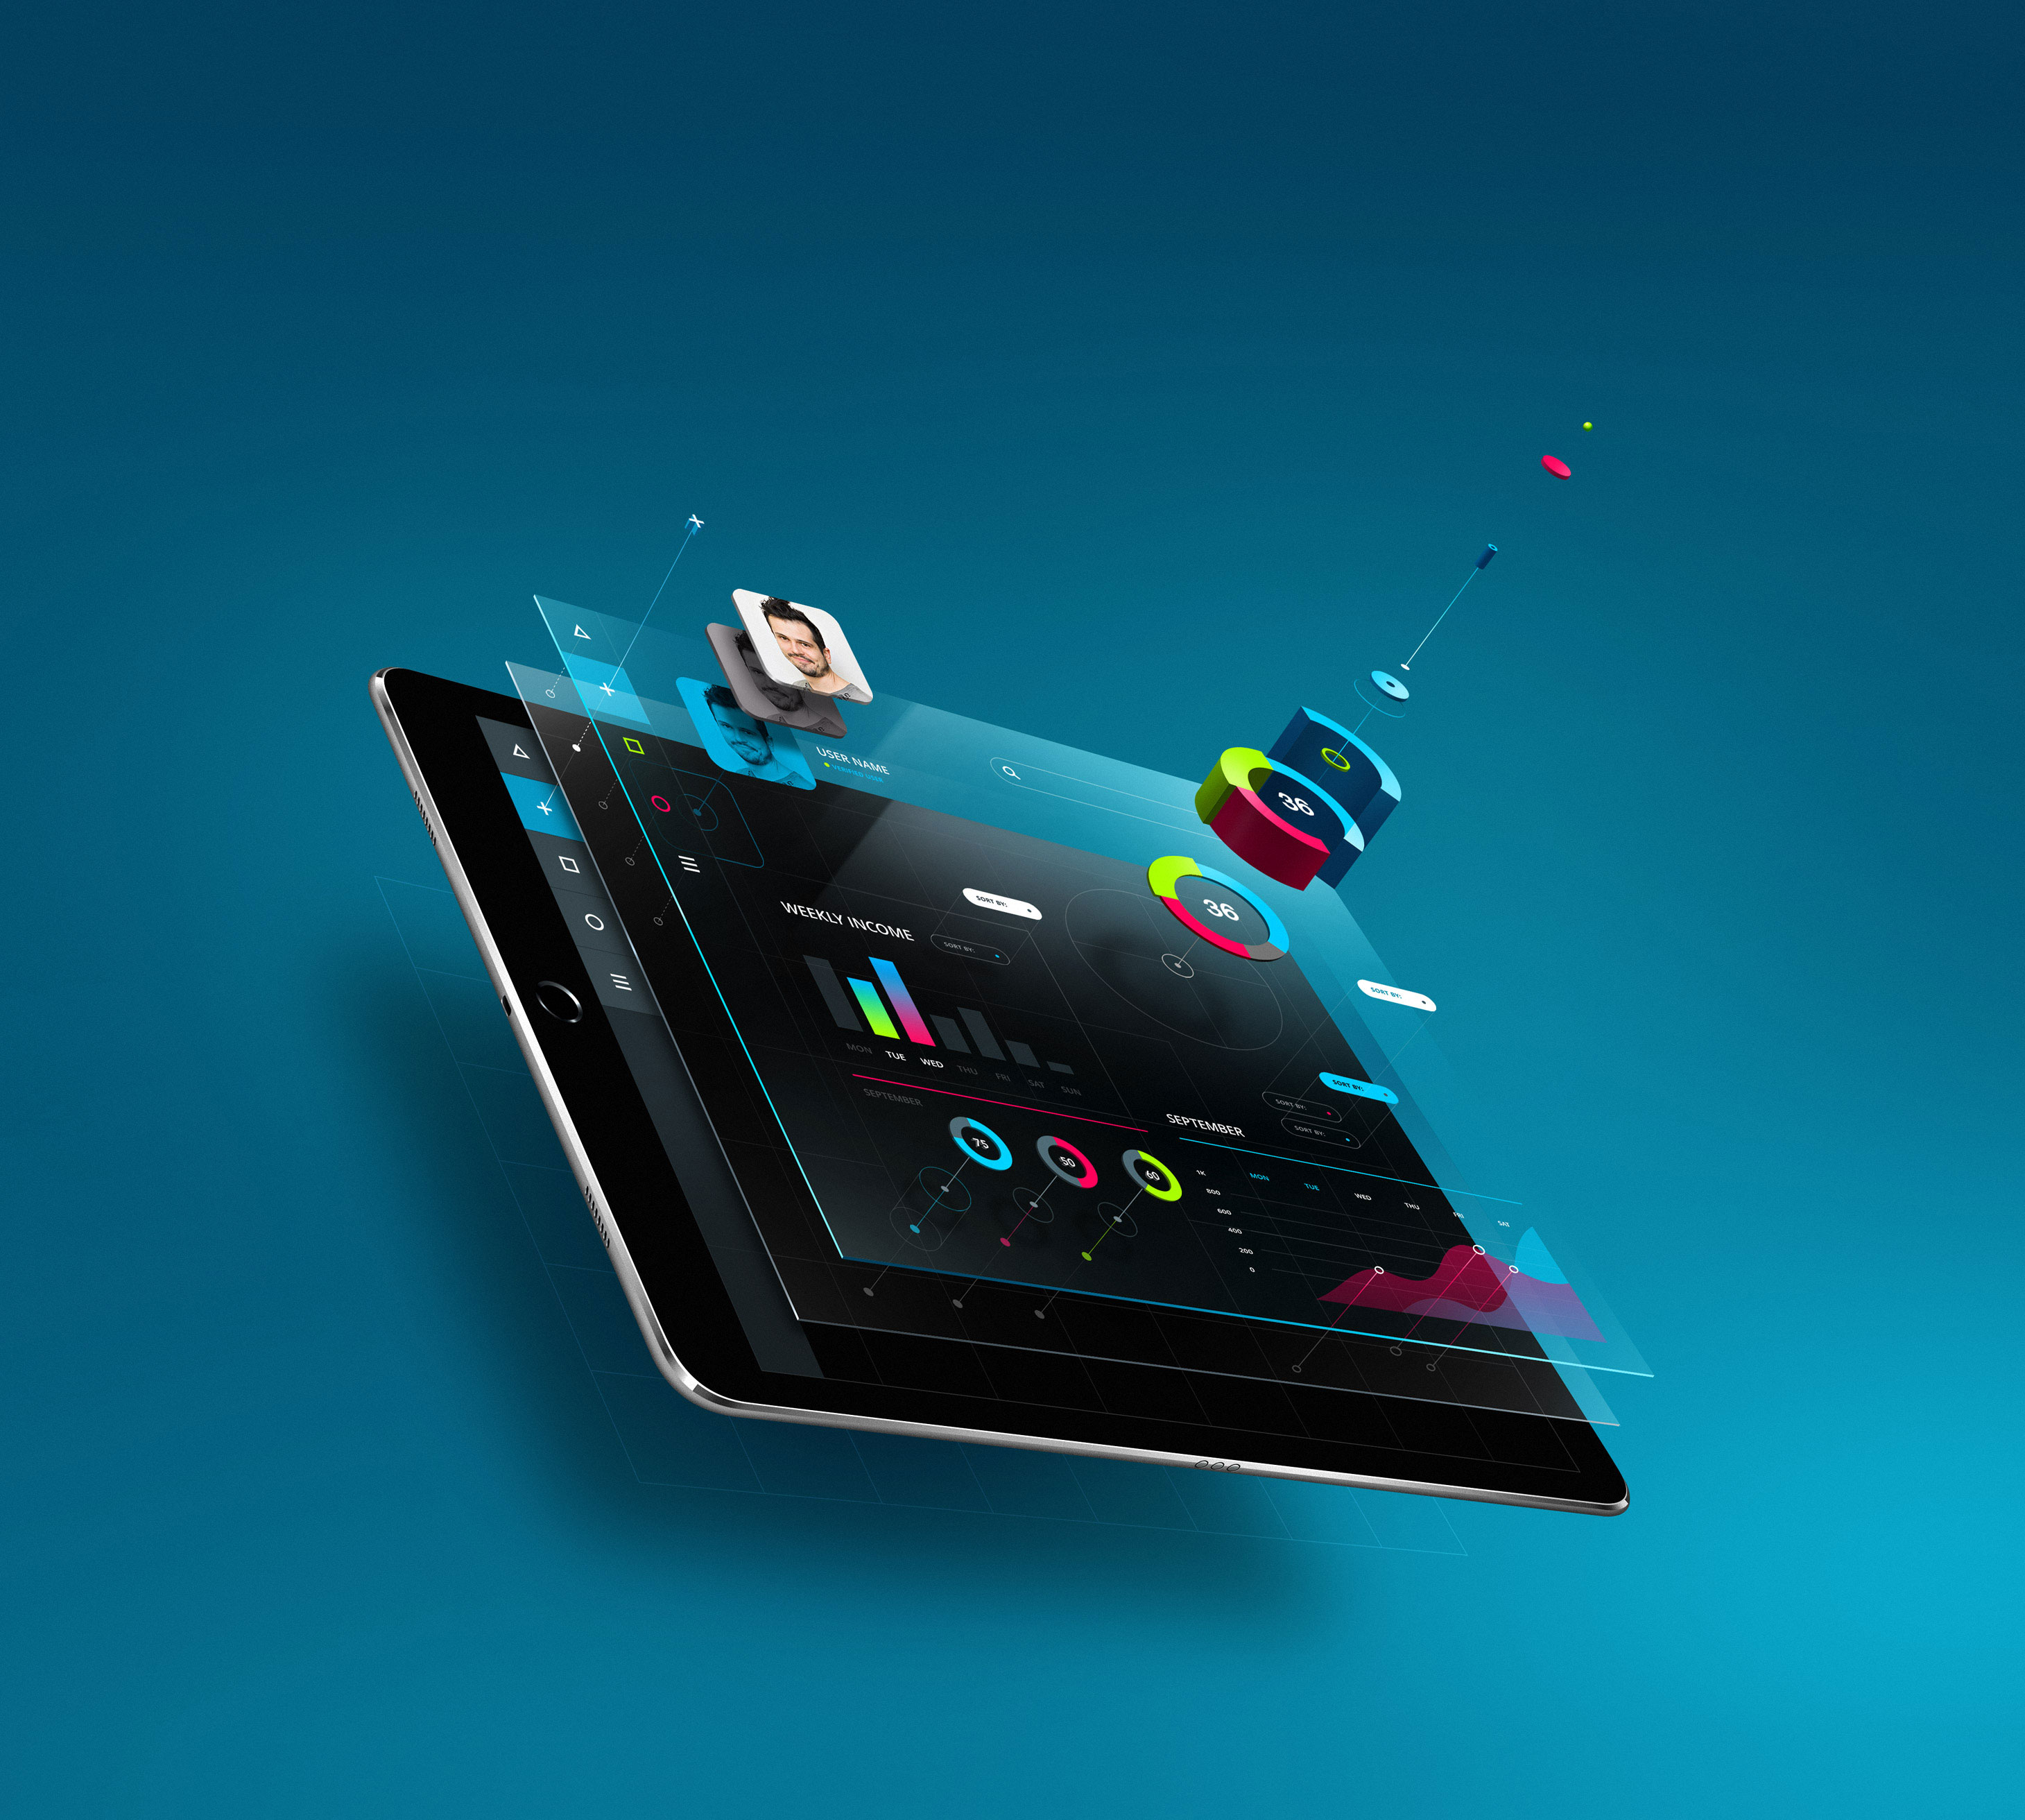 USER NAME
VERIFIED USER
36
36
SORT BY:
WEEKLY INCOME
SORT BY:
SORT BY:
MON TUE WED THU FRI SAT SUN
SEPTEMBER
SORT BY:
SORT BY:
SORT BY:
SEPTEMBER
75 50 60
MON TUE WED THU FRI SAT
1K
800
600
400
200
0